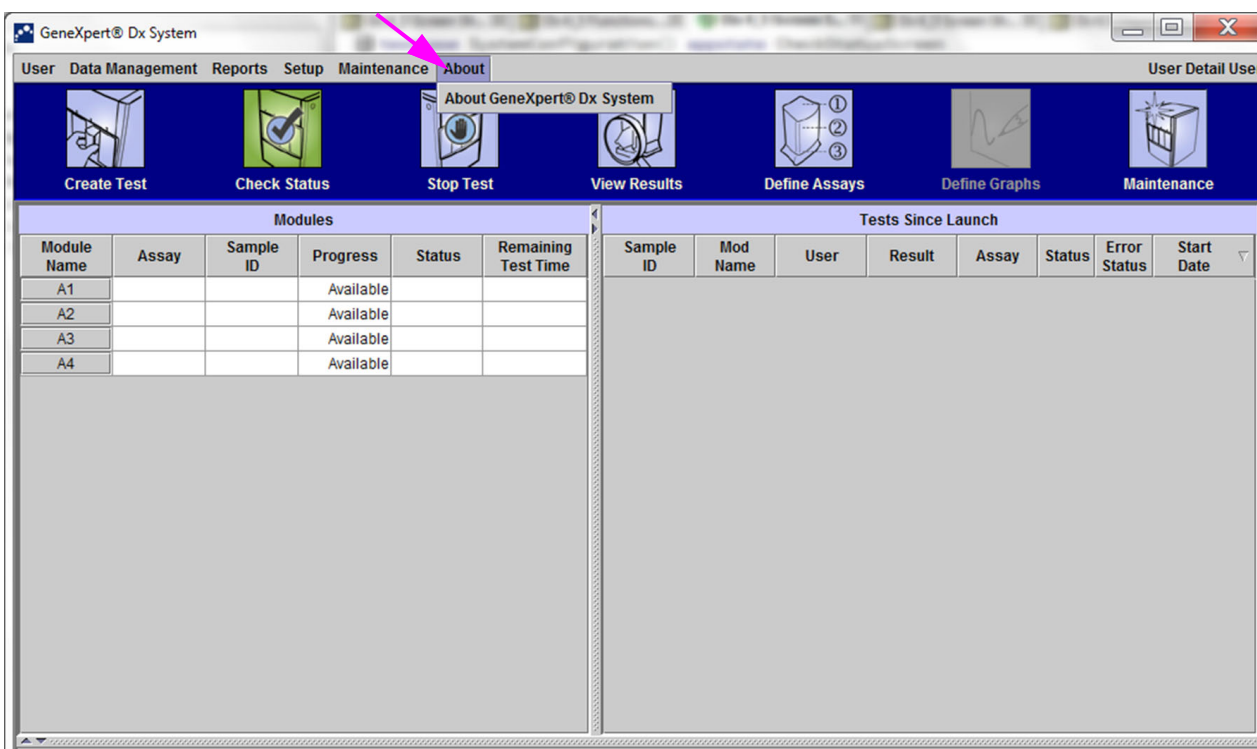 GeneXpert® Dx System
User Data Management Reports Setup Maintenance About User Detail Use
About GeneXpert® Dx System
① ② ③
Create Test Check Status Stop Test View Results Define Assays Define Graphs Maintenance
Modules Tests Since Launch
Module Name Assay Sample ID Progress Status Remaining Test Time Sample ID Mod Name User Result Assay Status Error Status Start Date
A1 Available
A2 Available
A3 Available
A4 Available